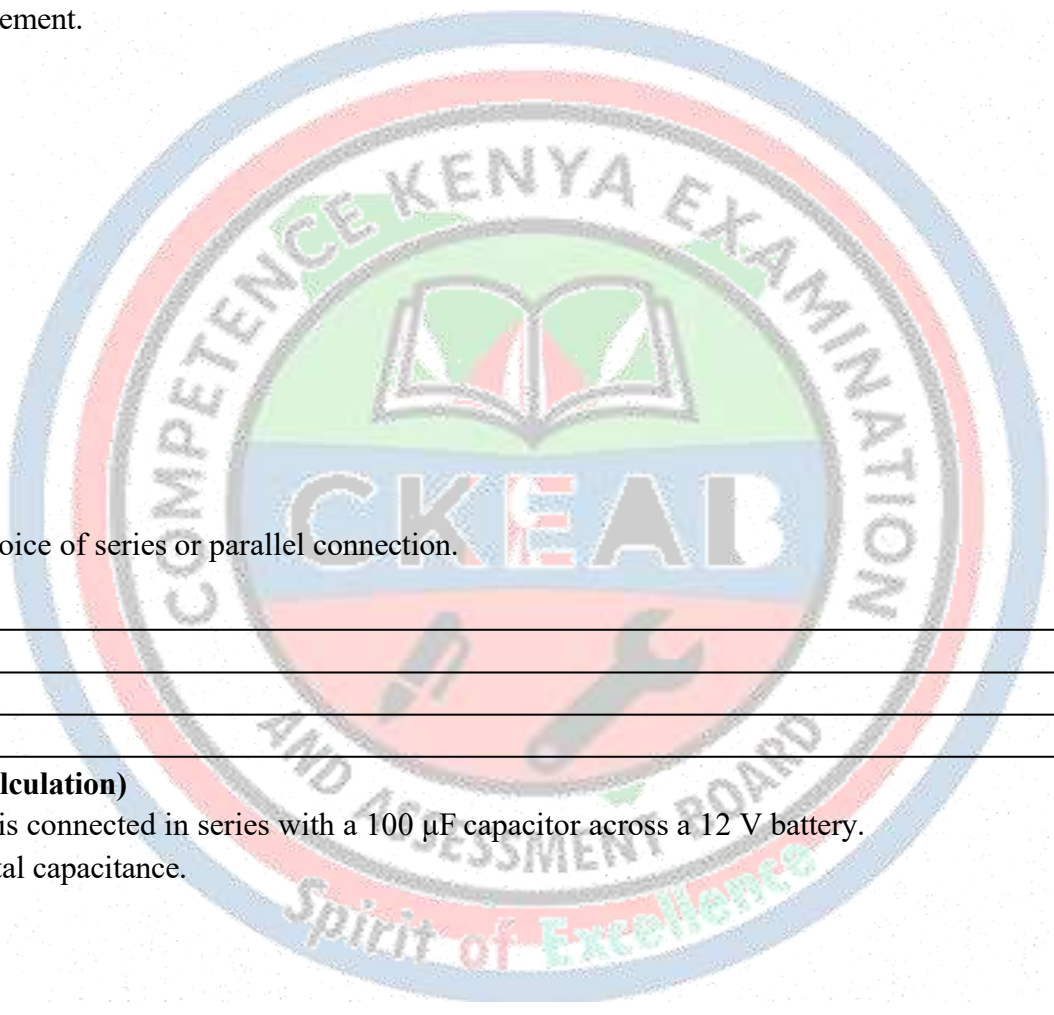 ement.
COMPETENCE KENYA EXAMINATION
CKEAB
oice of series or parallel connection.
AND ASSESSMENT BOARD
lculation)
is connected in series with a 100 μF capacitor across a 12 V battery.
tal capacitance.
Spirit of Excellence